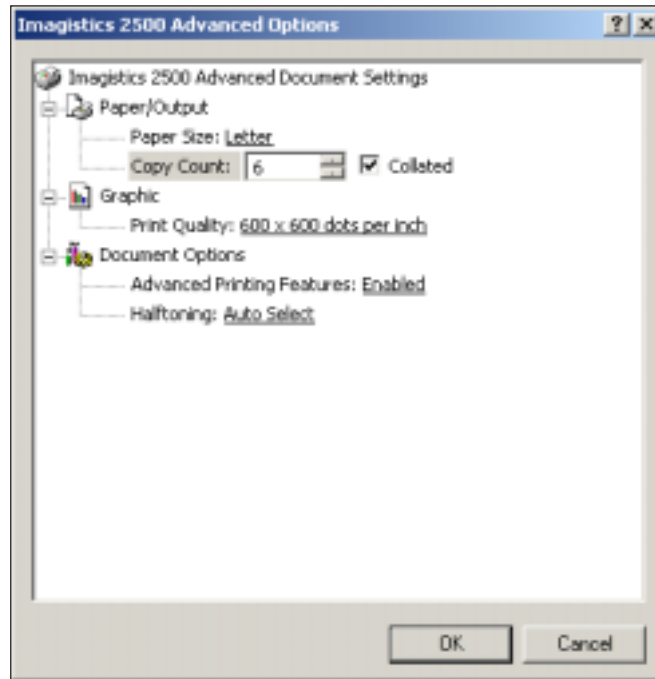 Imagistics 2500 Advanced Options
Imagistics 2500 Advanced Document Settings
Paper/Output
Paper Size: Letter
Copy Count: 6 Collated
Graphic
Print Quality: 600 x 600 dots per inch
Document Options
Advanced Printing Features: Enabled
Halftoning: Auto Select
OK Cancel